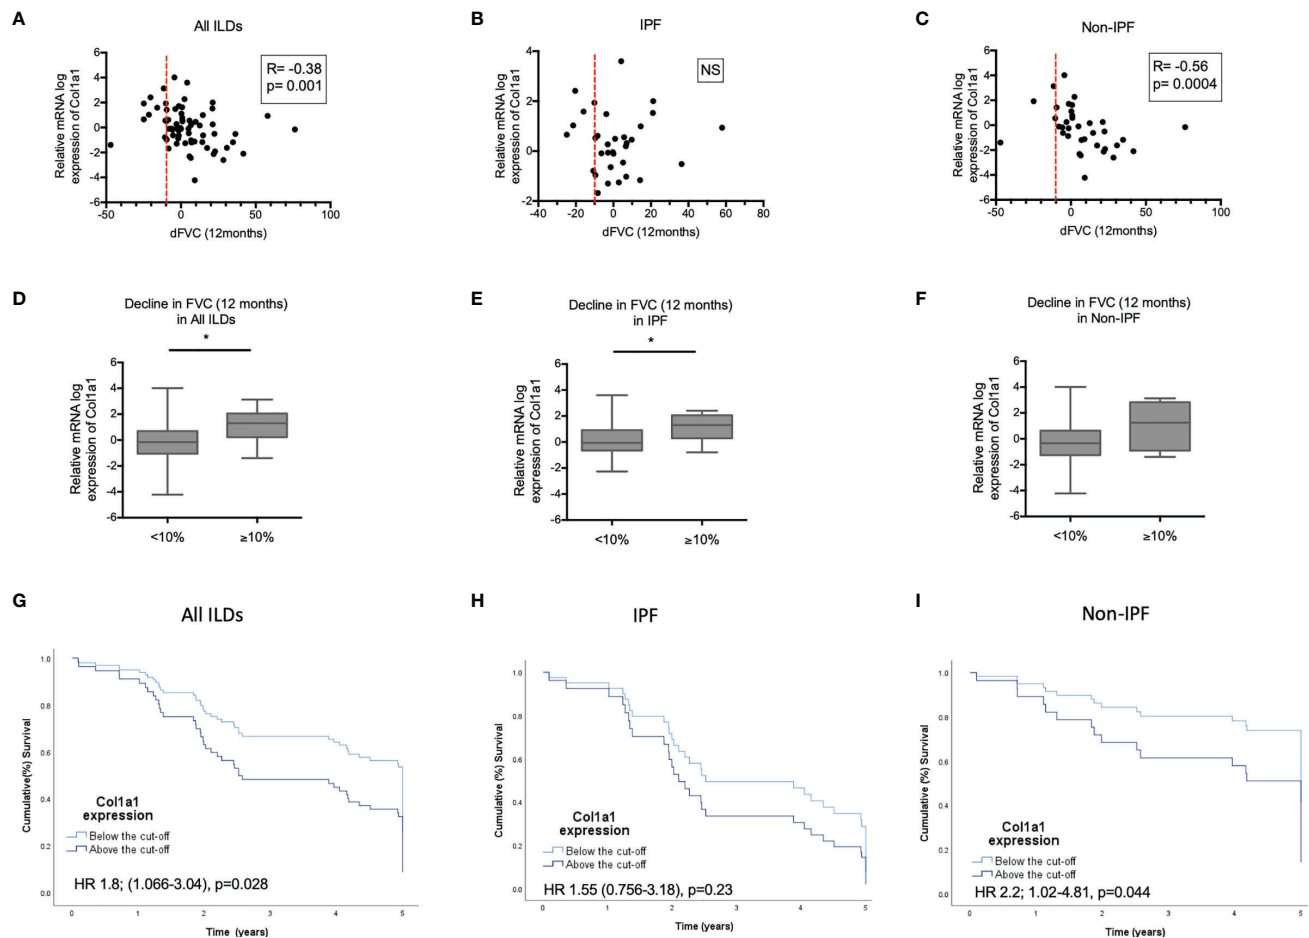 A
All ILDs
Relative mRNA log
expression of Col1a1
6
4
2
0
-2
-4
-6
-50
0
50
100
dFVC (12months)
R= -0.38
p= 0.001
B
IPF
Relative mRNA log
expression of Col1a1
6
4
2
0
2
-40
-20
0
20
40
60
80
dFVC (12months)
NS
C
Non-IPF
Relative mRNA log
expression of Col1a1
6
4
2
0
-2
-4
-6
-50
0
50
100
dFVC (12months)
R= -0.56
p= 0.0004
D
Decline in FVC (12 months)
in All ILDs
*
Relative mRNA log
expression of Col1a1
6
4
2
0
-2
-4
-6
<10%
≥10%
E
Decline in FVC (12 months)
in IPF
*
Relative mRNA log
expression of Col1a1
6
4
2
0
-2
-4
-6
<10%
≥10%
F
Decline in FVC (12 months)
in Non-IPF
Relative mRNA log
expression of Col1a1
6
4
2
0
-2
-4
-6
<10%
≥10%
G
All ILDs
Cumulative(%) Survival
1.0
0.8
0.6
0.4
0.2
0.0
Col1a1
expression
Below the cut-off
Above the cut-off
HR 1.8; (1.066-3.04), p=0.028
0
1
2
3
4
5
Time (years)
H
IPF
Cumulative (%) Survival
1.0
0.8
0.6
0.4
0.2
0.0
Col1a1
expression
Below the cut-off
Above the cut-off
HR 1.55 (0.756-3.18), p=0.23
0
1
2
3
4
5
Time (years)
I
Non-IPF
Cumulative (%) Survival
1.0
0.8
0.6
0.4
0.2
0.0
Col1a1
expression
Below the cut-off
Above the cut-off
HR 2.2; 1.02-4.81, p=0.044
0
1
2
3
4
5
Time (years)